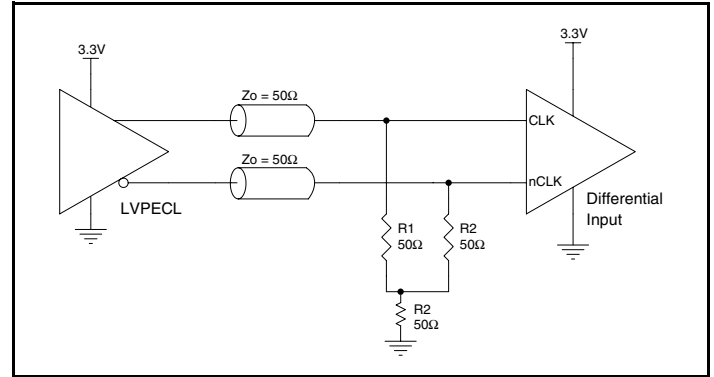 3.3V
3.3V
Zo = 50Ω
CLK
Zo = 50Ω
nCLK
LVPECL
Differential
Input
R1
50Ω
R2
50Ω
R2
50Ω